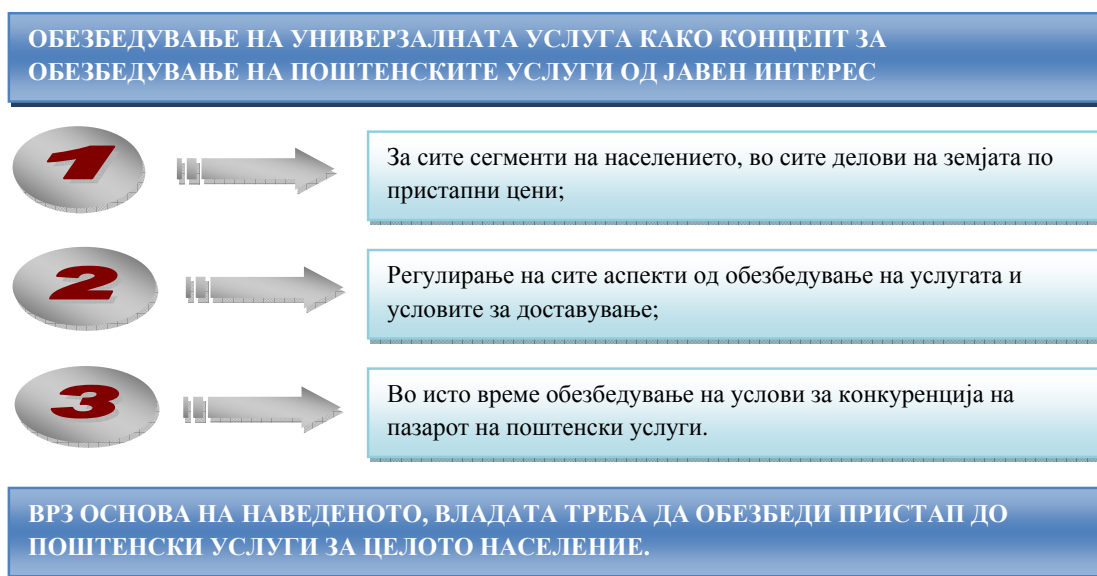 ОБЕЗБЕДУВАЊЕ НА УНИВЕРЗАЛНАТА УСЛУГА КАКО КОНЦЕПТ ЗА
ОБЕЗБЕДУВАЊЕ НА ПОШТЕНСКИТЕ УСЛУГИ ОД ЈАВЕН ИНТЕРЕС
1
За сите сегменти на населението, во сите делови на земјата по
пристапни цени;
2
Регулирање на сите аспекти од обезбедување на услугата и
условите за доставување;
3
Во исто време обезбедување на услови за конкуренција на
пазарот на поштенски услуги.
ВРЗ ОСНОВА НА НАВЕДЕНОТО, ВЛАДАТА ТРЕБА ДА ОБЕЗБЕДИ ПРИСТАП ДО
ПОШТЕНСКИ УСЛУГИ ЗА ЦЕЛОТО НАСЕЛЕНИЕ.